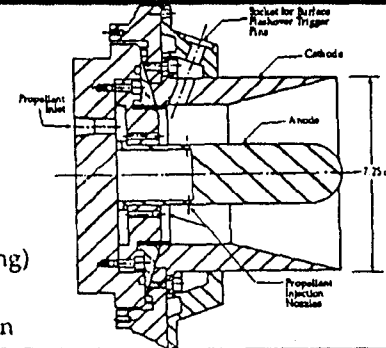 Socket for Surface
Flashover Trigger
Pins
Cathode
Propellant
Inlet
Anode
7.25 c
ng)
Propellant
Injection
Nozzles
n